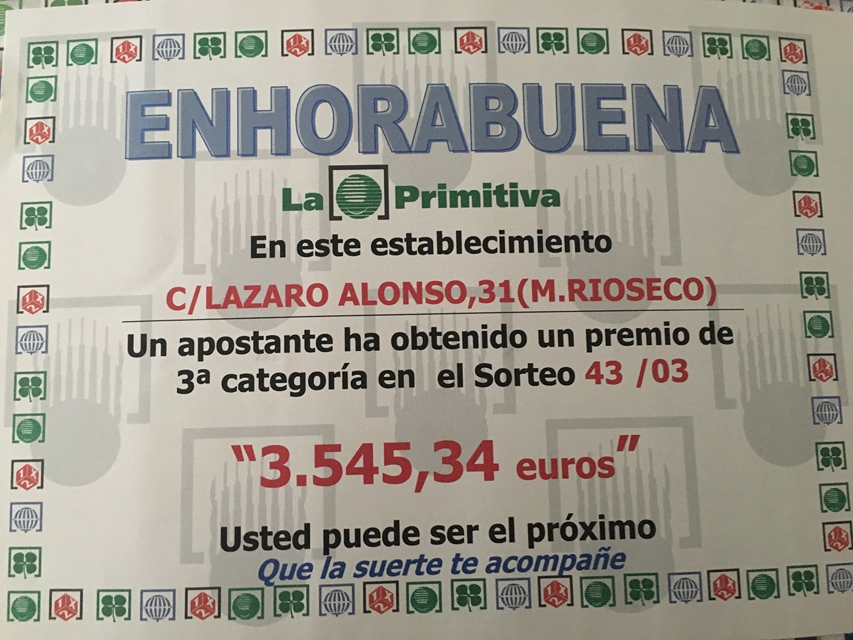 ENHORABUENA
La Primitiva
En este establecimiento
C/LAZARO ALONSO,31(M.RIOSECO)
Un apostante ha obtenido un premio de
3ª categoría en el Sorteo 43 /03
"3.545,34 euros"
Usted puede ser el próximo
Que la suerte te acompañe